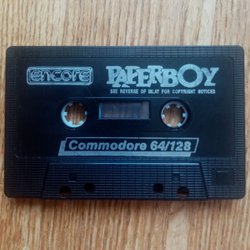 encore PAPERBOY
SEE REVERSE OF INLAY FOR COPYRIGHT NOTICES
Commodore 64/128